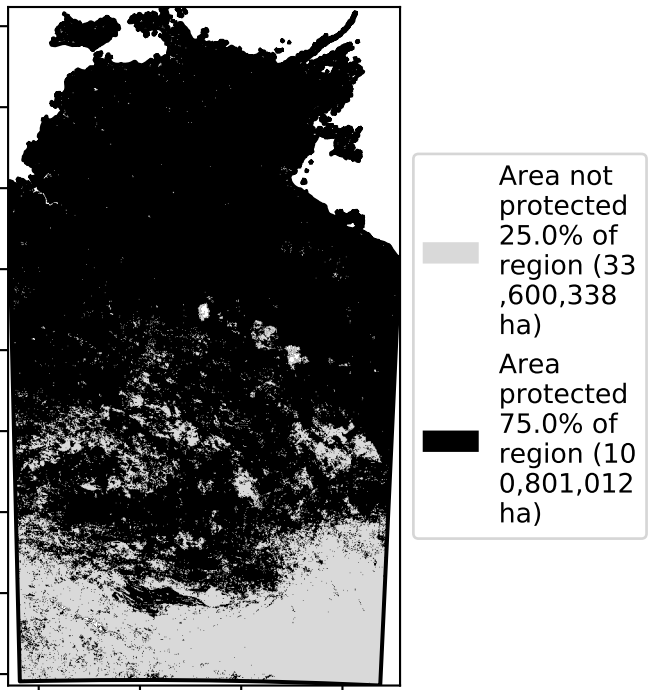 Area not
protected
25.0% of
region (33
,600,338
ha)
Area
protected
75.0% of
region (10
0,801,012
ha)